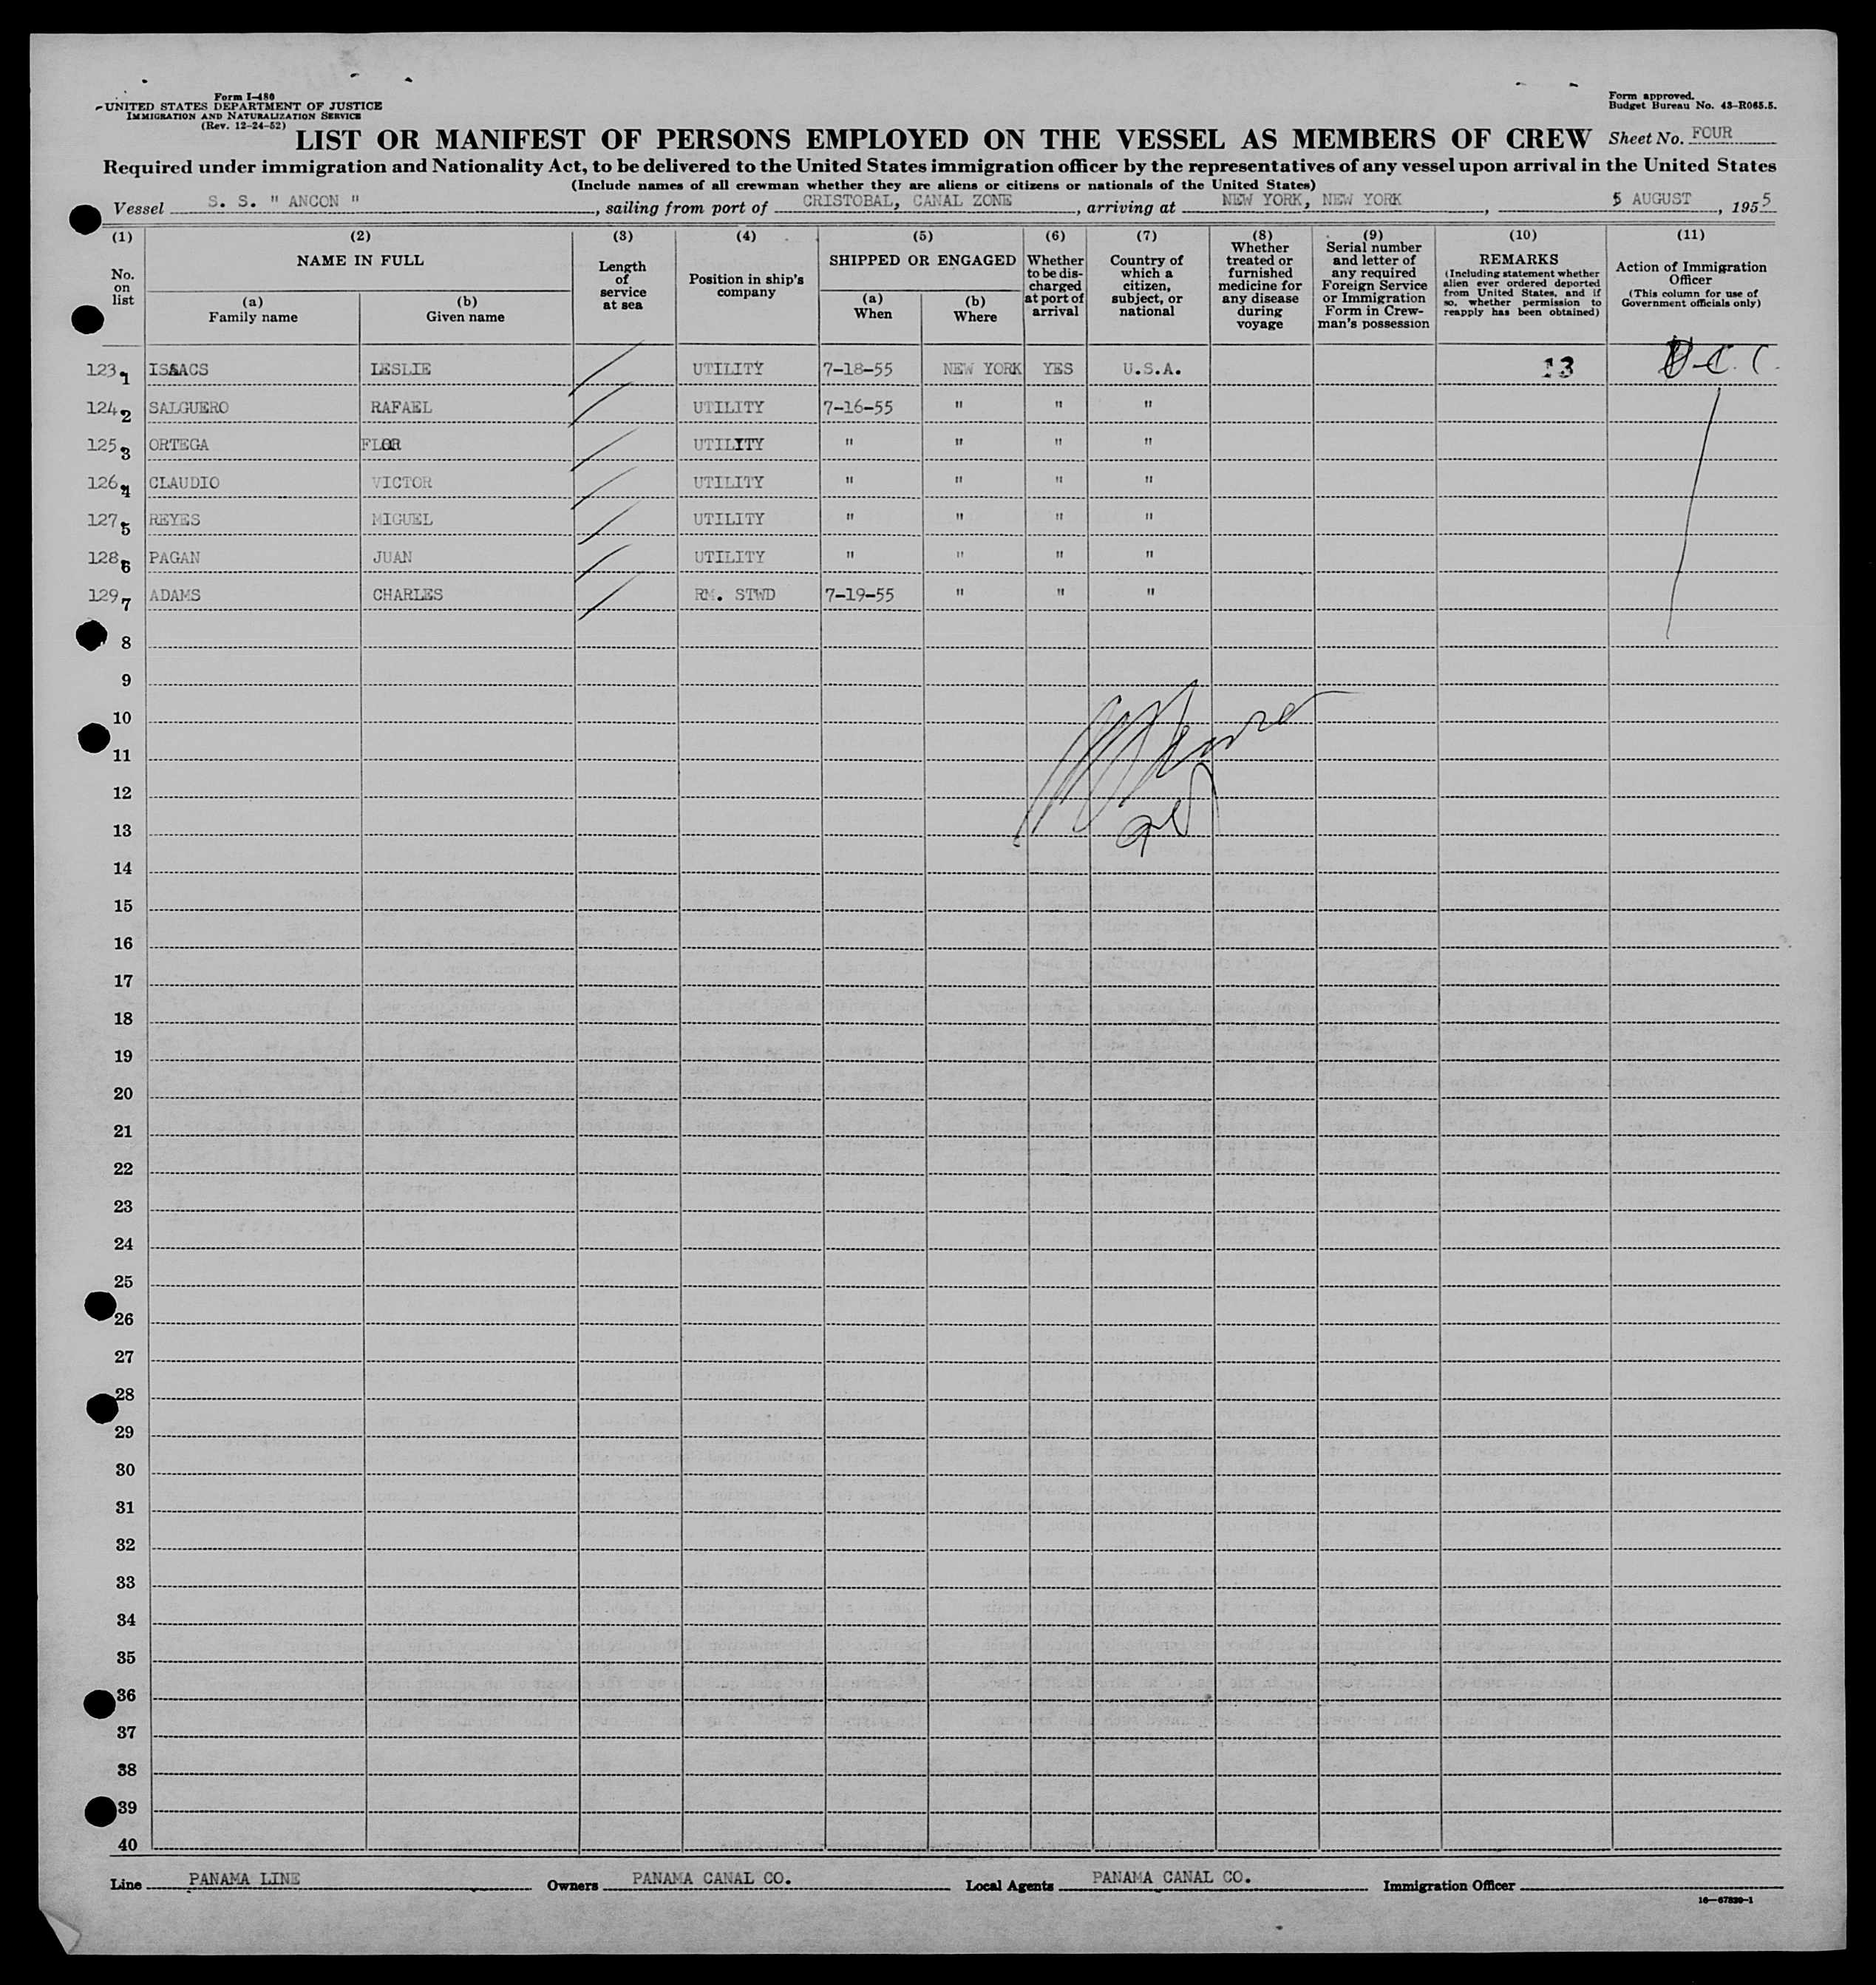 Form I-480
UNITED STATES DEPARTMENT OF JUSTICE
IMMIGRATION AND NATURALIZATION SERVICE
(Rev. 12-24-52)
Form approved.
Budget Bureau No. 43-R065.5.
LIST OR MANIFEST OF PERSONS EMPLOYED ON THE VESSEL AS MEMBERS OF CREW Sheet No. FOUR
Required under immigration and Nationality Act, to be delivered to the United States immigration officer by the representatives of any vessel upon arrival in the United States
(Include names of all crewman whether they are aliens or citizens or nationals of the United States)
Vessel S. S. " ANCON ", sailing from port of CRISTOBAL, CANAL ZONE, arriving at NEW YORK, NEW YORK, 5 AUGUST, 1955
(1) (2) (3) (4) (5) (6) (7) (8) (9) (10) (11)
No. on list
NAME IN FULL
(a) Family name
(b) Given name
Length of service at sea
Position in ship's company
SHIPPED OR ENGAGED
(a) When
(b) Where
Whether to be discharged at port of arrival
Country of which a citizen, subject, or national
Whether treated or furnished medicine for any disease during voyage
Serial number and letter of any required Foreign Service or Immigration Form in Crewman's possession
REMARKS
(Including statement whether alien ever ordered deported from United States, and if so, whether permission to reapply has been obtained)
Action of Immigration Officer
(This column for use of Government officials only)
123 1 ISAACS LESLIE UTILITY 7-18-55 NEW YORK YES U.S.A. 13
124 2 SALGUERO RAFAEL UTILITY 7-16-55 " " "
125 3 ORTEGA FLOR UTILITY " " " "
126 4 CLAUDIO VICTOR UTILITY " " " "
127 5 REYES MIGUEL UTILITY " " " "
128 6 PAGAN JUAN UTILITY " " " "
129 7 ADAMS CHARLES RM. STWD 7-19-55 " " "
8
9
10
11
12
13
14
15
16
17
18
19
20
21
22
23
24
25
26
27
28
29
30
31
32
33
34
35
36
37
38
39
40
Line PANAMA LINE Owners PANAMA CANAL CO. Local Agents PANAMA CANAL CO. Immigration Officer